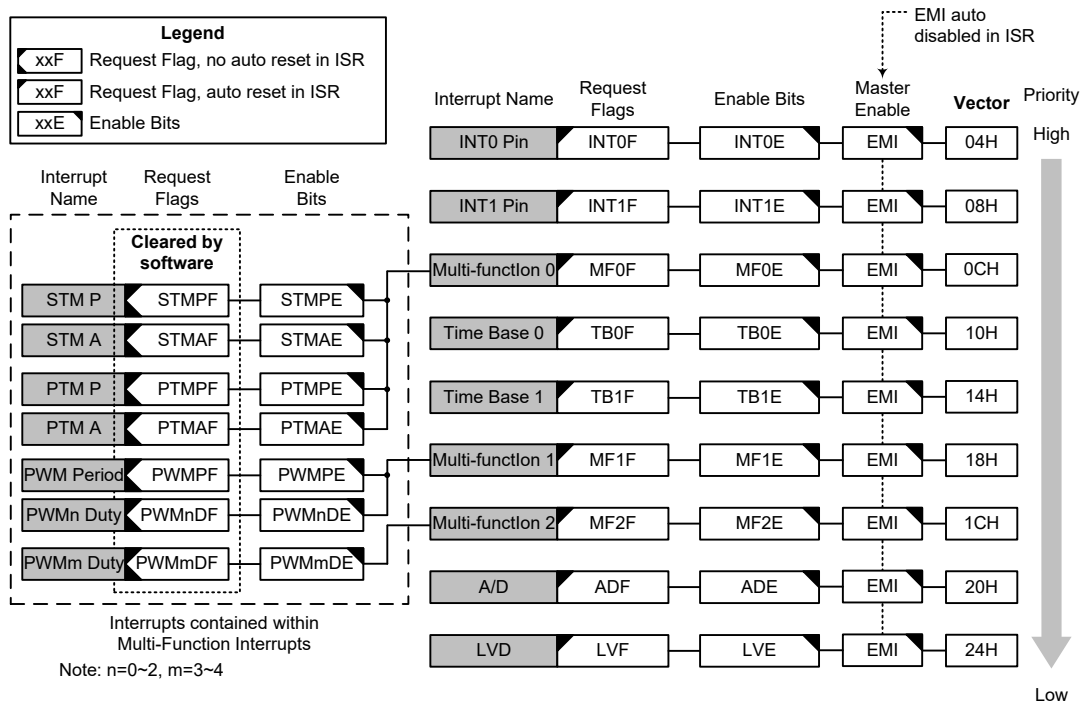 EMI auto
disabled in ISR
Legend
xxF Request Flag, no auto reset in ISR
xxF Request Flag, auto reset in ISR
xxE Enable Bits
Interrupt Name Request Flags Enable Bits Master Enable Vector Priority
INT0 Pin INT0F INT0E EMI 04H High
INT1 Pin INT1F INT1E EMI 08H
Multi-functIon 0 MF0F MF0E EMI 0CH
Time Base 0 TB0F TB0E EMI 10H
Time Base 1 TB1F TB1E EMI 14H
Multi-functIon 1 MF1F MF1E EMI 18H
Multi-functIon 2 MF2F MF2E EMI 1CH
A/D ADF ADE EMI 20H
LVD LVF LVE EMI 24H
Low
Interrupt Name Request Flags Enable Bits
Cleared by
software
STM P STMPF STMPE
STM A STMAF STMAE
PTM P PTMPF PTMPE
PTM A PTMAF PTMAE
PWM Period PWMPF PWMPE
PWMn Duty PWMnDF PWMnDE
PWMm Duty PWMmDF PWMmDE
Interrupts contained within
Multi-Function Interrupts
Note: n=0~2, m=3~4